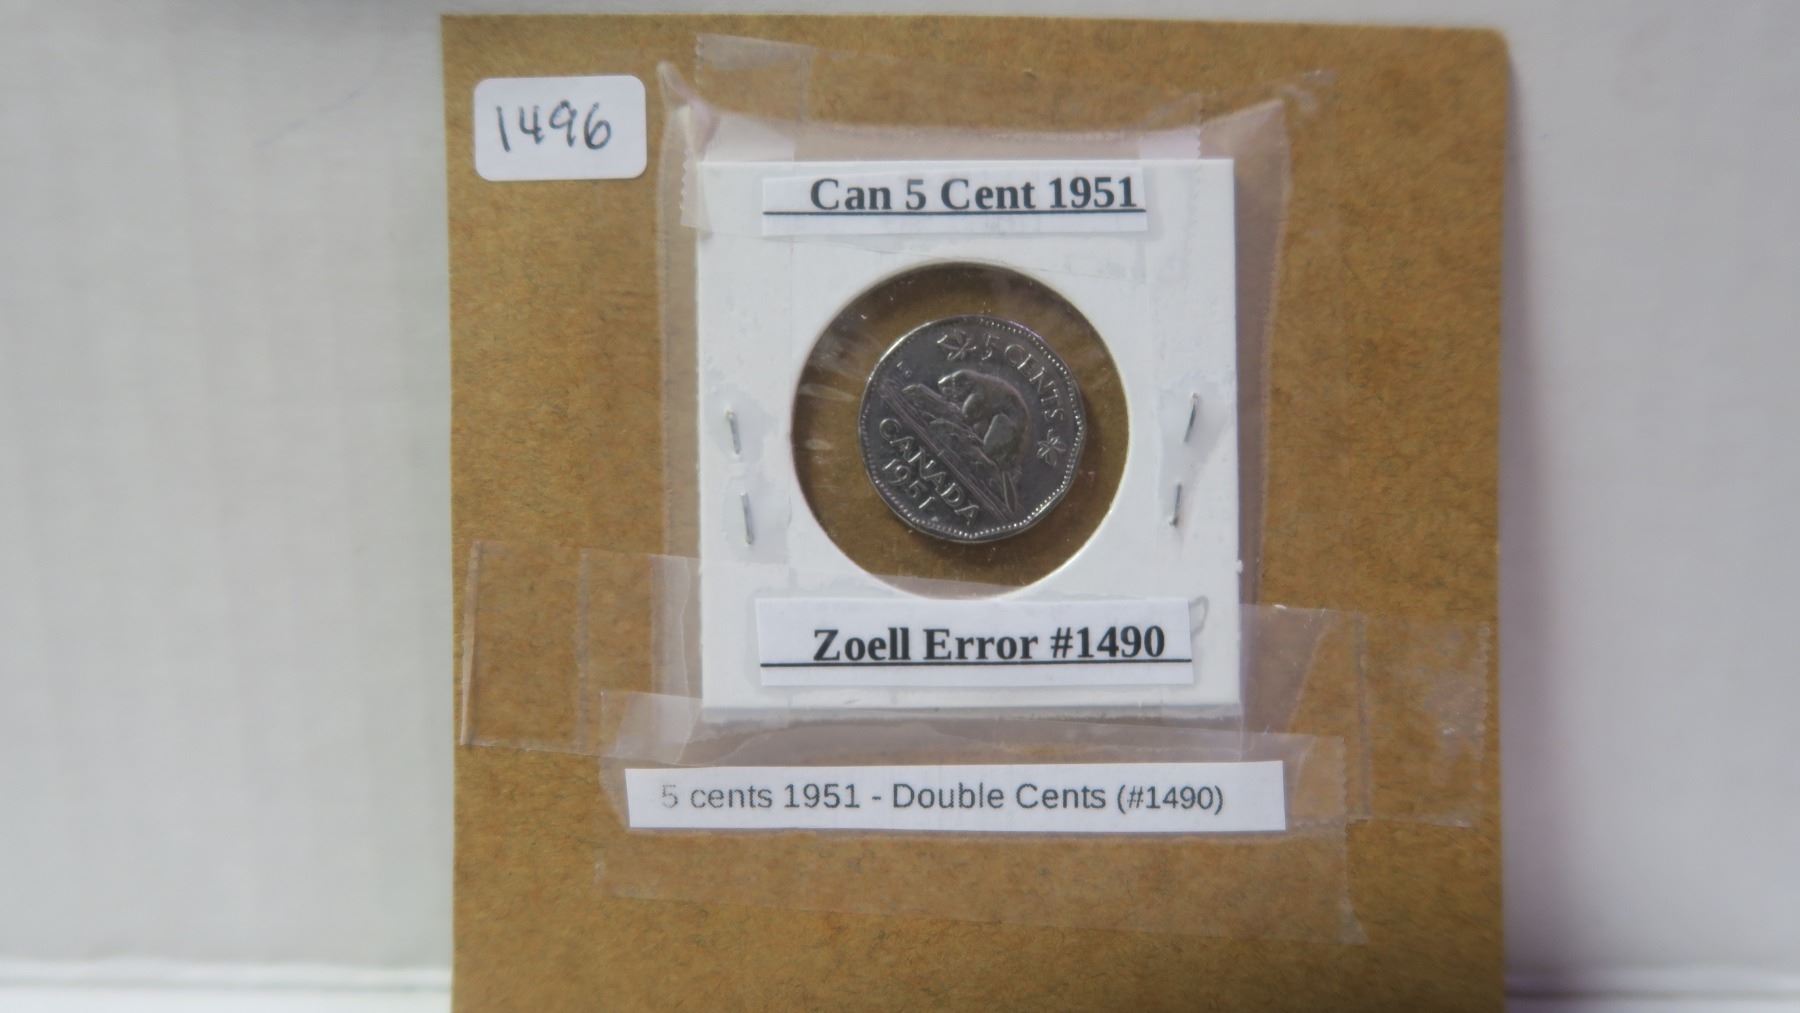 1496
Can 5 Cent 1951
5 CENTS
CANADA
1951
Zoell Error #1490
5 cents 1951 - Double Cents (#1490)